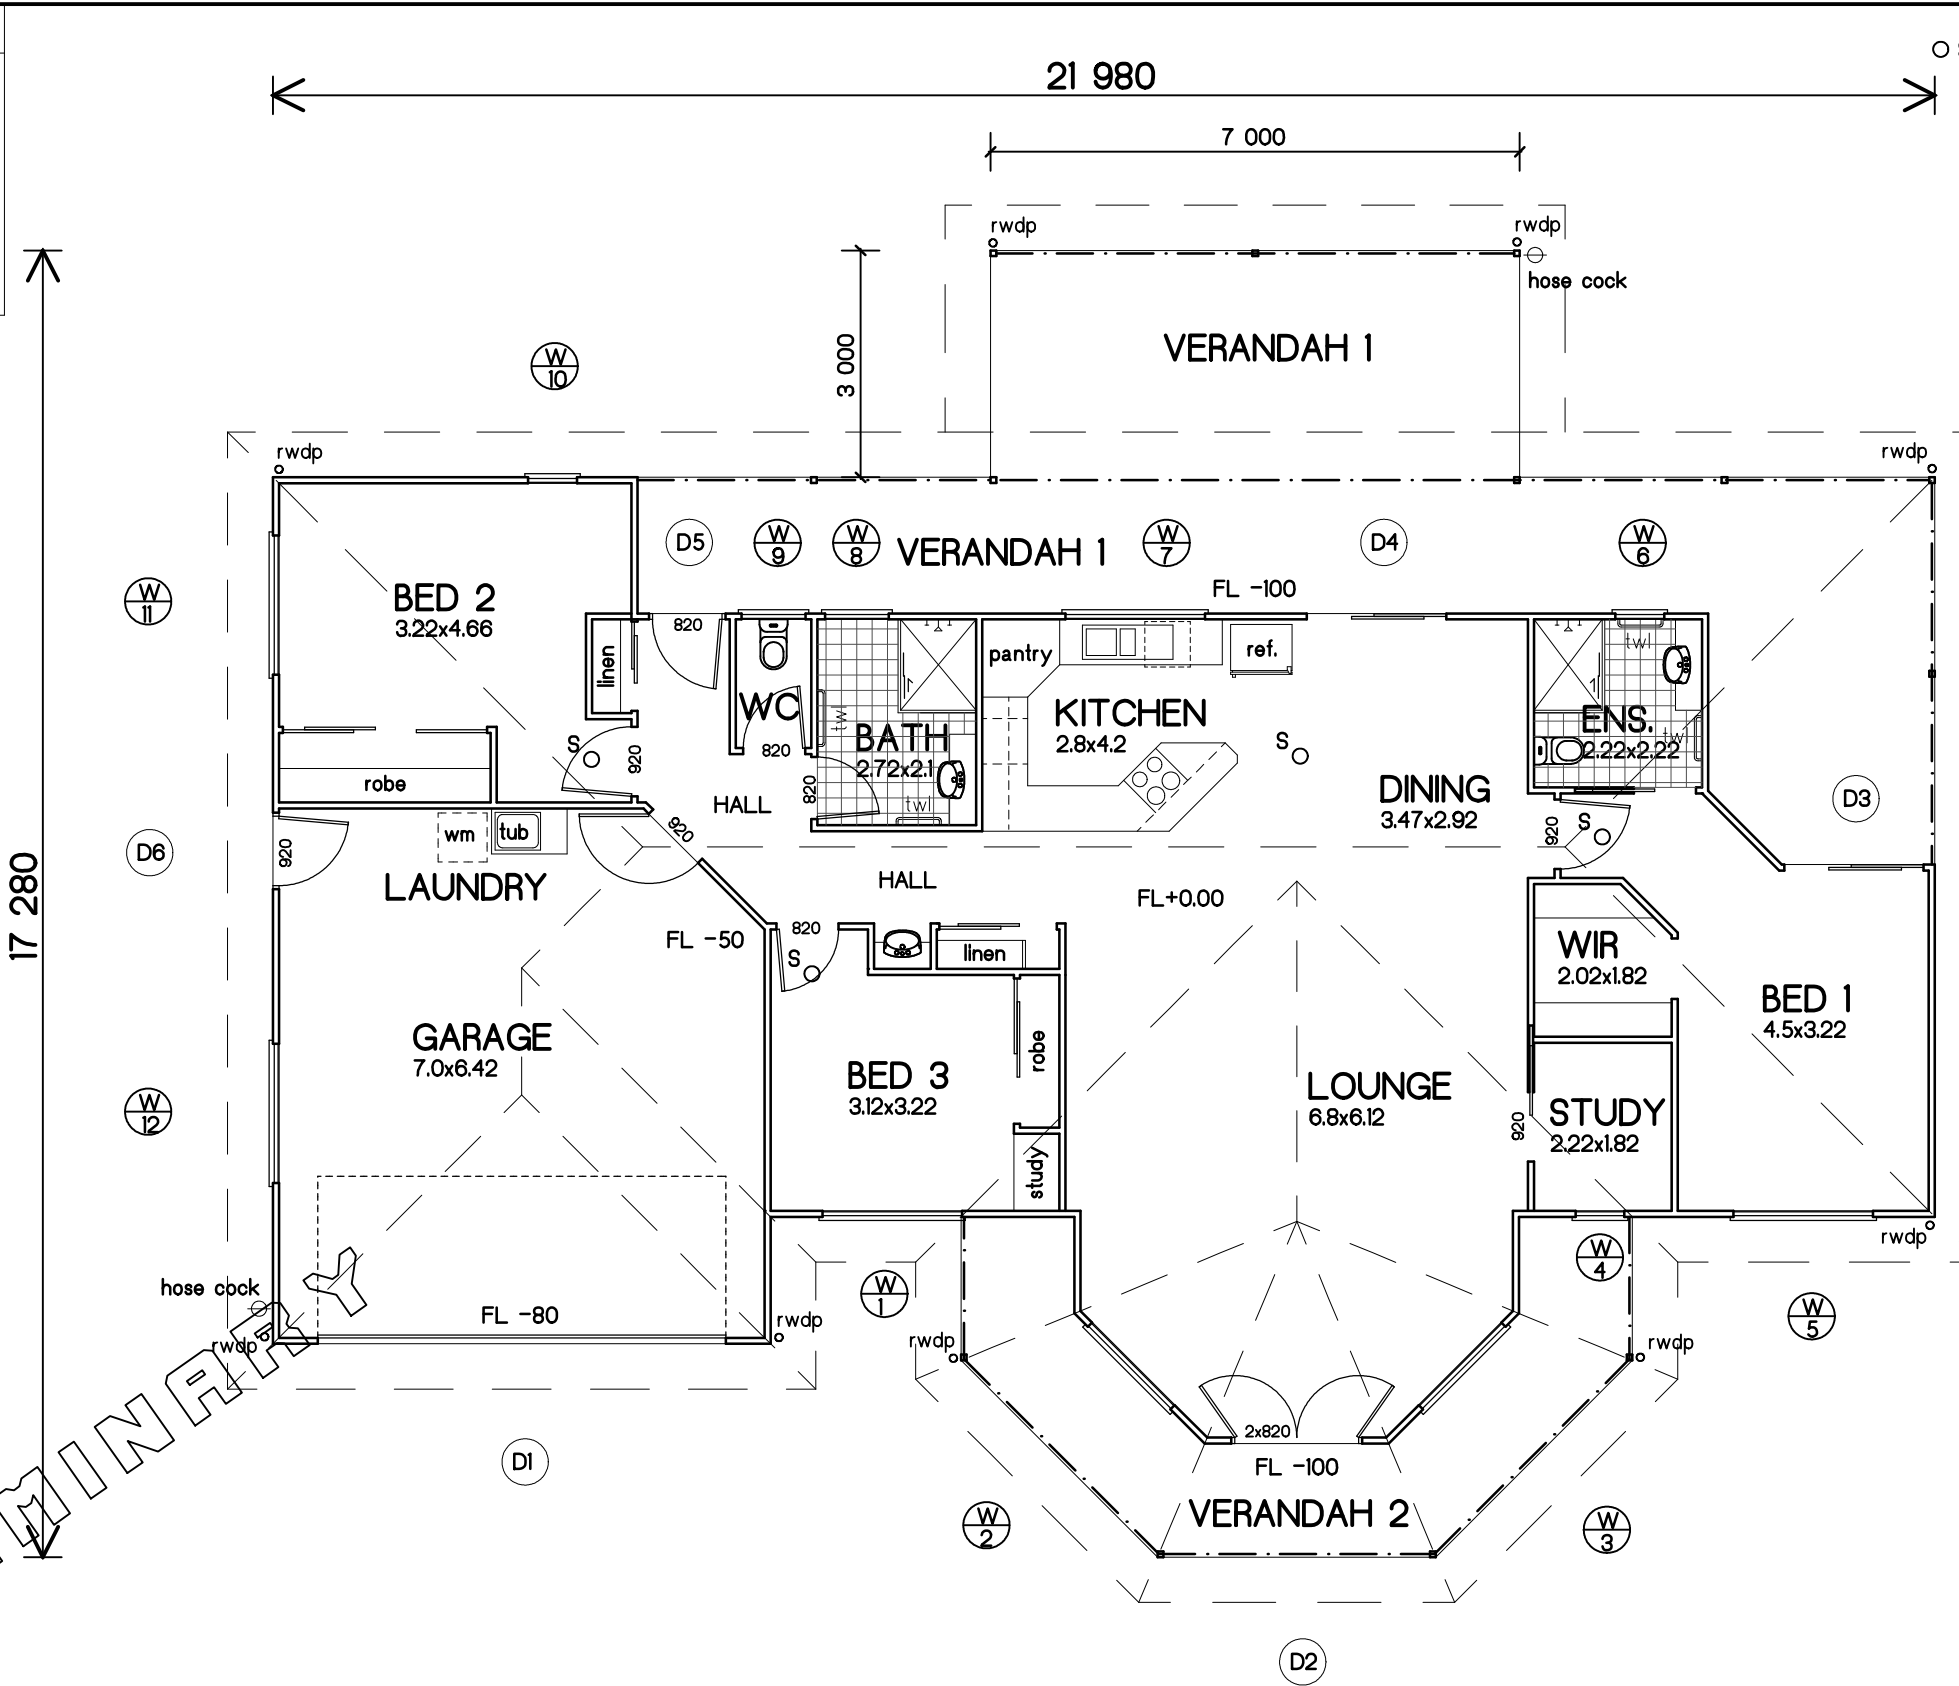 21 980
7 000
rwdp
rwdp
hose cock
VERANDAH 1
3 000
W
10
rwdp
rwdp
D5
W
9
W
8
VERANDAH 1
W
7
D4
W
6
FL -100
W
11
BED 2
3.22x4.66
820
linen
pantry
ref.
twl
WC
twl
KITCHEN
2.8x4.2
ENS.
2.22x2.22
twl
BATH
2.72x2.1
S
920
820
S
robe
820
HALL
twl
DINING
3.47x2.92
D3
wm
tub
920
920
S
D6
920
LAUNDRY
HALL
FL+0.00
17 280
FL -50
820
S
linen
WIR
2.02x1.82
BED 1
4.5x3.22
GARAGE
7.0x6.42
robe
BED 3
3.12x3.22
LOUNGE
6.8x6.12
W
12
920
STUDY
2.22x1.82
study
rwdp
hose cock
W
1
W
4
W
5
FL -80
rwdp
rwdp
rwdp
rwdp
MINARY
2x820
D1
FL -100
VERANDAH 2
W
2
W
3
D2